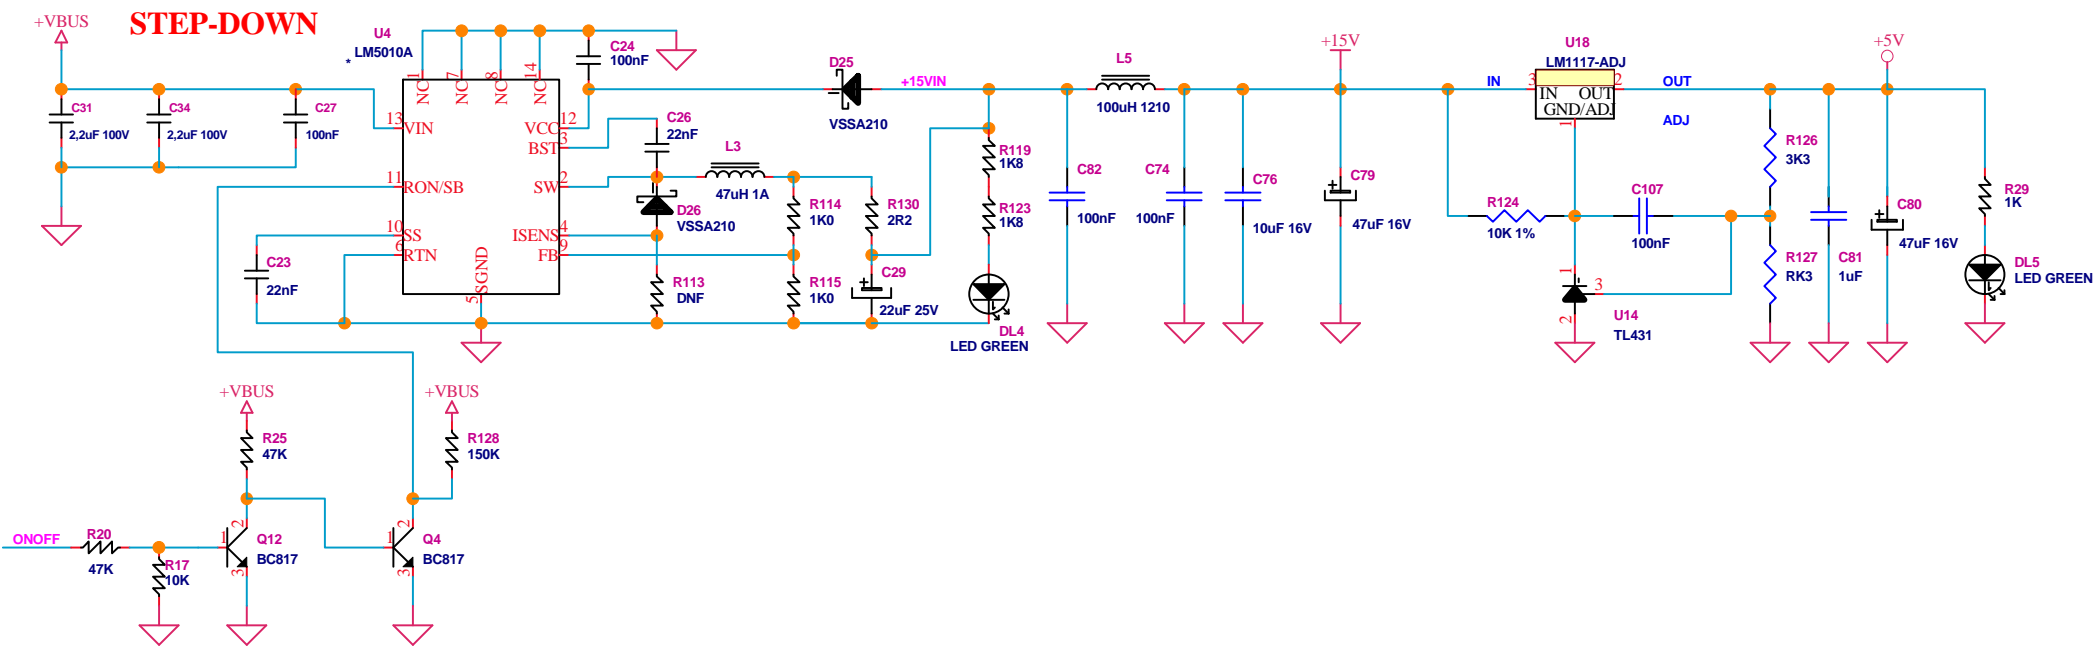 STEP-DOWN
+VBUS
U4
* LM5010A
C24
100nF
D25
VSSA210
+15VIN
L5
100uH 1210
+15V
U18
LM1117-ADJ
+5V
IN
3
2
OUT
IN OUT
GND/ADJ
1
ADJ
C31
2,2uF 100V
C34
2,2uF 100V
C27
100nF
1
NC
7
NC
8
NC
14
NC
13
VIN
VCC
12
BST
3
SW
2
11
RON/SB
10
SS
6
RTN
ISENS
4
FB
9
SGND
5
C26
22nF
L3
47uH 1A
D26
VSSA210
R114
1K0
R130
2R2
R119
1K8
R123
1K8
C23
22nF
R113
DNF
R115
1K0
C29
+
22uF 25V
DL4
LED GREEN
C82
100nF
C74
100nF
C76
10uF 16V
C79
+
47uF 16V
R124
10K 1%
C107
100nF
R126
3K3
R127
RK3
C81
1uF
C80
+
47uF 16V
R29
1K
DL5
LED GREEN
1
3
2
U14
TL431
+VBUS
R25
47K
+VBUS
R128
150K
ONOFF
R20
47K
R17
10K
1
2
3
Q12
BC817
1
2
3
Q4
BC817